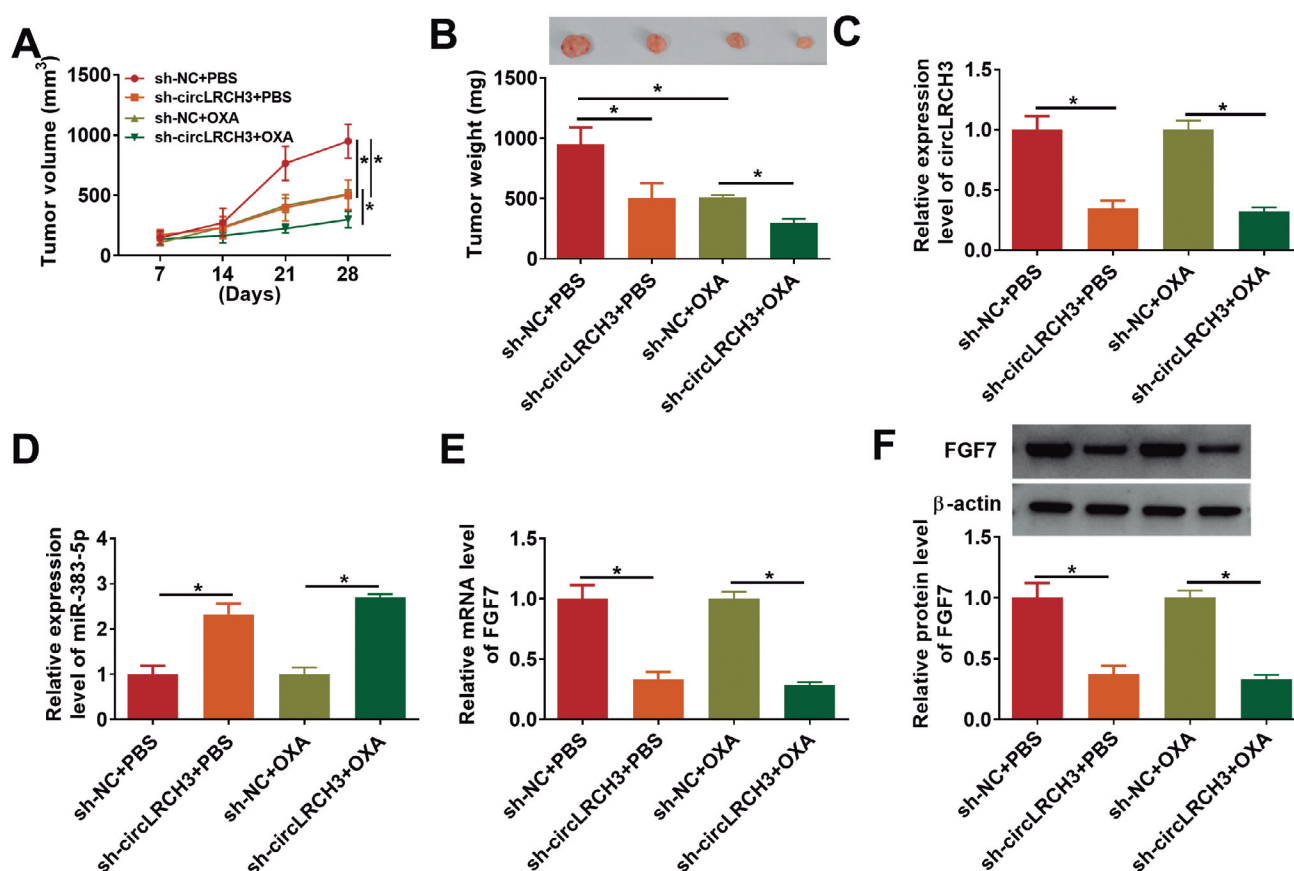 A
Tumor volume (mm3)
1500
1000
500
0
7
14
21
28
(Days)
sh-NC+PBS
sh-circLRCH3+PBS
sh-NC+OXA
sh-circLRCH3+OXA
*
*
*
B
Tumor weight (mg)
1500
1000
500
0
*
*
*
sh-NC+PBS
sh-circLRCH3+PBS
sh-NC+OXA
sh-circLRCH3+OXA
C
Relative expression
level of circLRCH3
1.5
1.0
0.5
0.0
*
*
sh-NC+PBS
sh-circLRCH3+PBS
sh-NC+OXA
sh-circLRCH3+OXA
D
Relative expression
level of miR-383-5p
4
3
2
1
0
*
*
sh-NC+PBS
sh-circLRCH3+PBS
sh-NC+OXA
sh-circLRCH3+OXA
E
Relative mRNA level
of FGF7
1.5
1.0
0.5
0.0
*
*
sh-NC+PBS
sh-circLRCH3+PBS
sh-NC+OXA
sh-circLRCH3+OXA
F
FGF7
β-actin
Relative protein level
of FGF7
1.5
1.0
0.5
0.0
*
*
sh-NC+PBS
sh-circLRCH3+PBS
sh-NC+OXA
sh-circLRCH3+OXA